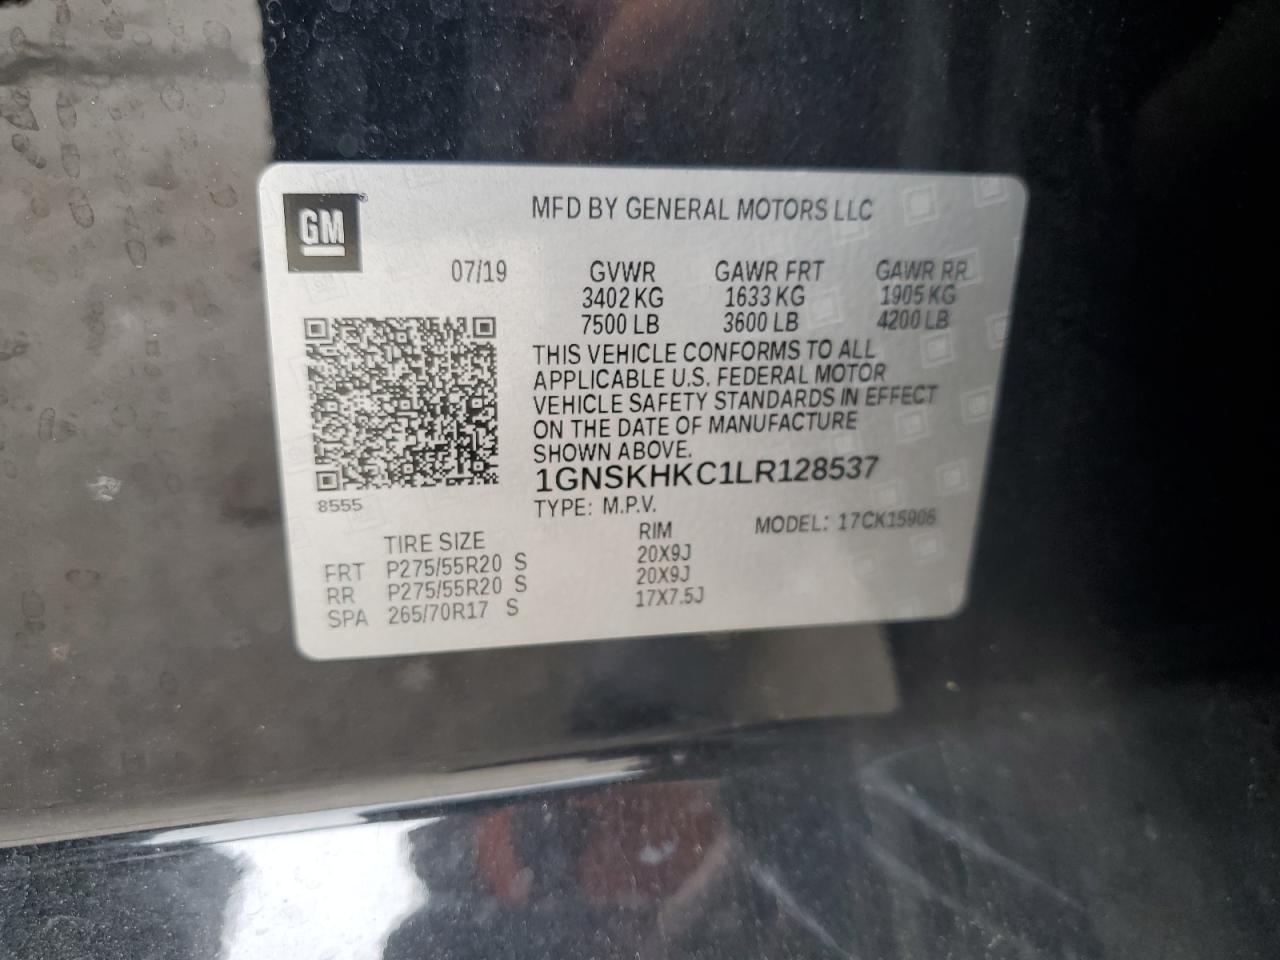 GM
MFD BY GENERAL MOTORS LLC
07/19 GVWR GAWR FRT GAWR RR
3402 KG 1633 KG 1905 KG
7500 LB 3600 LB 4200 LB
THIS VEHICLE CONFORMS TO ALL
APPLICABLE U.S. FEDERAL MOTOR
VEHICLE SAFETY STANDARDS IN EFFECT
ON THE DATE OF MANUFACTURE
SHOWN ABOVE.
1GNSKHKC1LR128537
8555 TYPE: M.P.V.
MODEL: 17CK15906
TIRE SIZE RIM
FRT P275/55R20 S 20X9J
RR P275/55R20 S 20X9J
SPA 265/70R17 S 17X7.5J